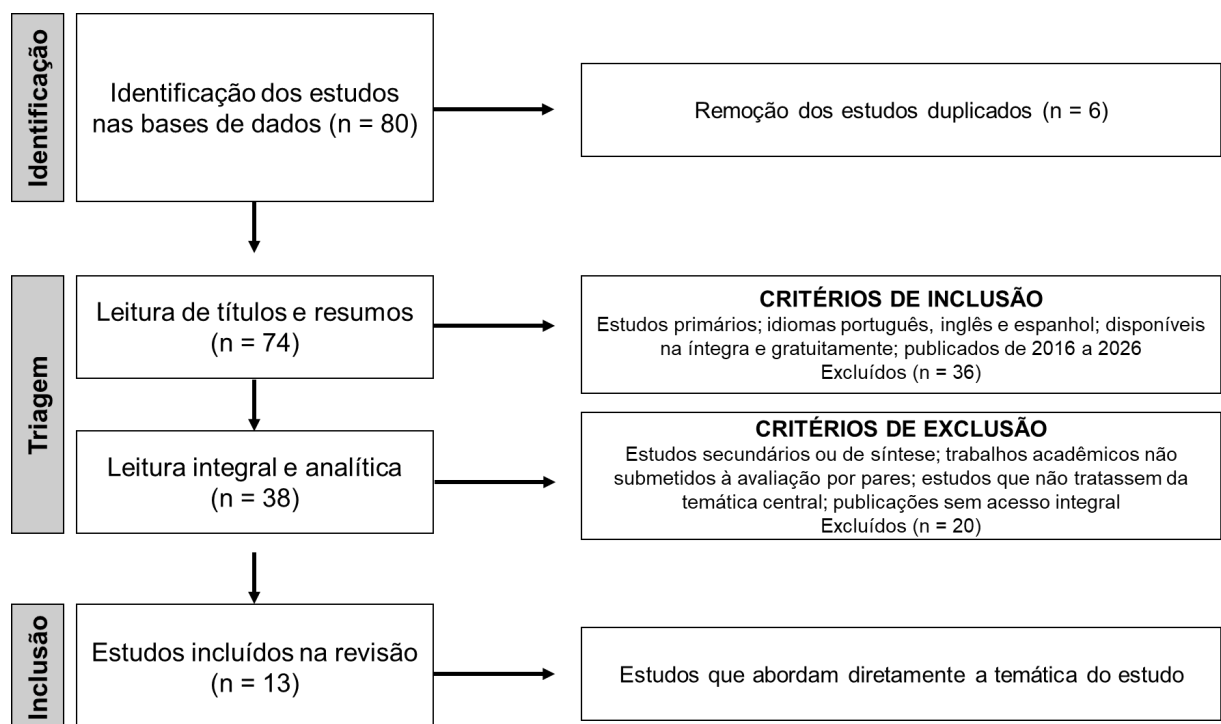 Identificação
Identificação dos estudos
nas bases de dados (n = 80)
Remoção dos estudos duplicados (n = 6)
Triagem
Leitura de títulos e resumos
(n = 74)
CRITÉRIOS DE INCLUSÃO
Estudos primários; idiomas português, inglês e espanhol; disponíveis
na íntegra e gratuitamente; publicados de 2016 a 2026
Excluídos (n = 36)
Leitura integral e analítica
(n = 38)
CRITÉRIOS DE EXCLUSÃO
Estudos secundários ou de síntese; trabalhos acadêmicos não
submetidos à avaliação por pares; estudos que não tratassem da
temática central; publicações sem acesso integral
Excluídos (n = 20)
Inclusão
Estudos incluídos na revisão
(n = 13)
Estudos que abordam diretamente a temática do estudo